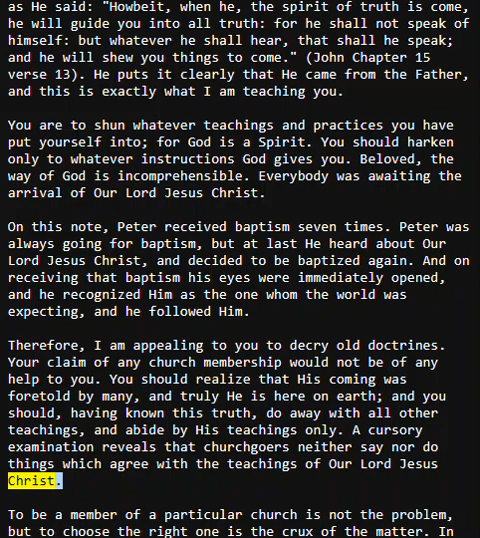 as He said: "Howbeit, when he, the spirit of truth is come,
he will guide you into all truth: for he shall not speak of
himself: but whatever he shall hear, that shall he speak;
and he will shew you things to come." (John Chapter 15
verse 13). He puts it clearly that He came from the Father,
and this is exactly what I am teaching you.

You are to shun whatever teachings and practices you have
put yourself into; for God is a Spirit. You should harken
only to whatever instructions God gives you. Beloved, the
way of God is incomprehensible. Everybody was awaiting the
arrival of Our Lord Jesus Christ.

On this note, Peter received baptism seven times. Peter was
always going for baptism, but at last He heard about Our
Lord Jesus Christ, and decided to be baptized again. And on
receiving that baptism his eyes were immediately opened,
and he recognized Him as the one whom the world was
expecting, and he followed Him.

Therefore, I am appealing to you to decry old doctrines.
Your claim of any church membership would not be of any
help to you. You should realize that His coming was
foretold by many, and truly He is here on earth; and you
should, having known this truth, do away with all other
teachings, and abide by His teachings only. A cursory
examination reveals that churchgoers neither say nor do
things which agree with the teachings of Our Lord Jesus
Christ.

To be a member of a particular church is not the problem,
but to choose the right one is the crux of the matter. In